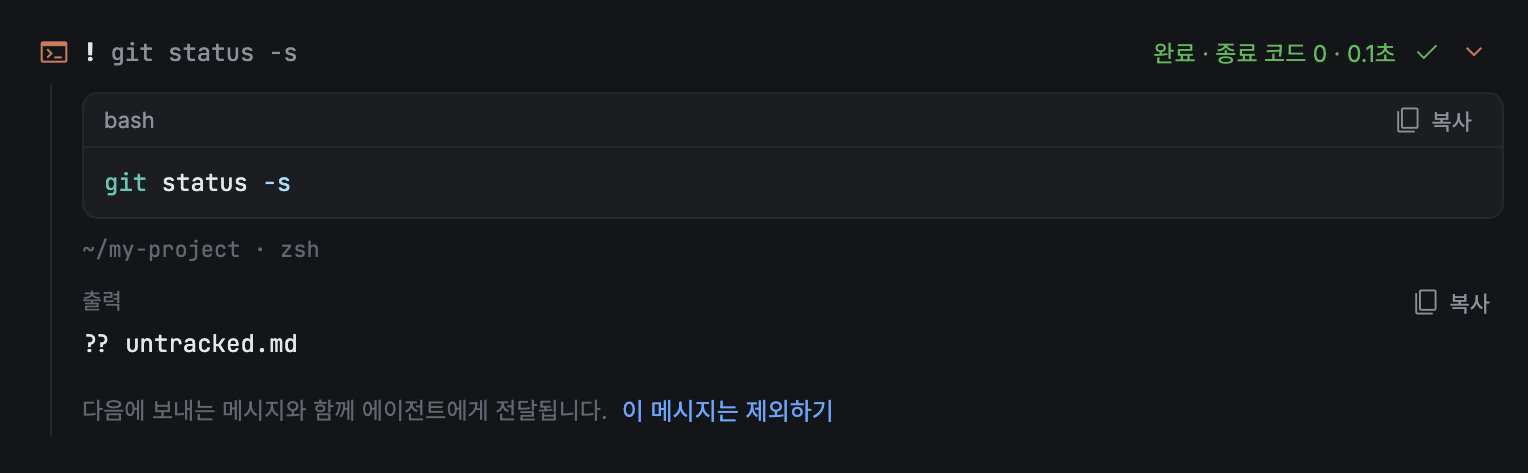 ! git status -s
완료 · 종료 코드 0 · 0.1초
bash
복사
git status -s
~/my-project · zsh
출력
복사
?? untracked.md
다음에 보내는 메시지와 함께 에이전트에게 전달됩니다. 이 메시지는 제외하기